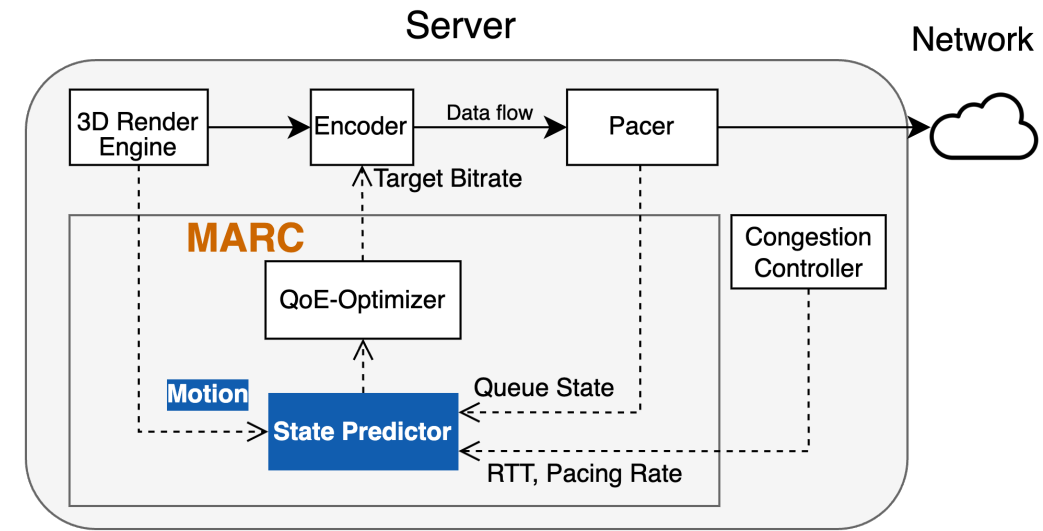 Server
Network
3D Render
Engine
Encoder
Data flow
Pacer
Target Bitrate
MARC
Congestion
Controller
QoE-Optimizer
Motion
Queue State
State Predictor
RTT, Pacing Rate